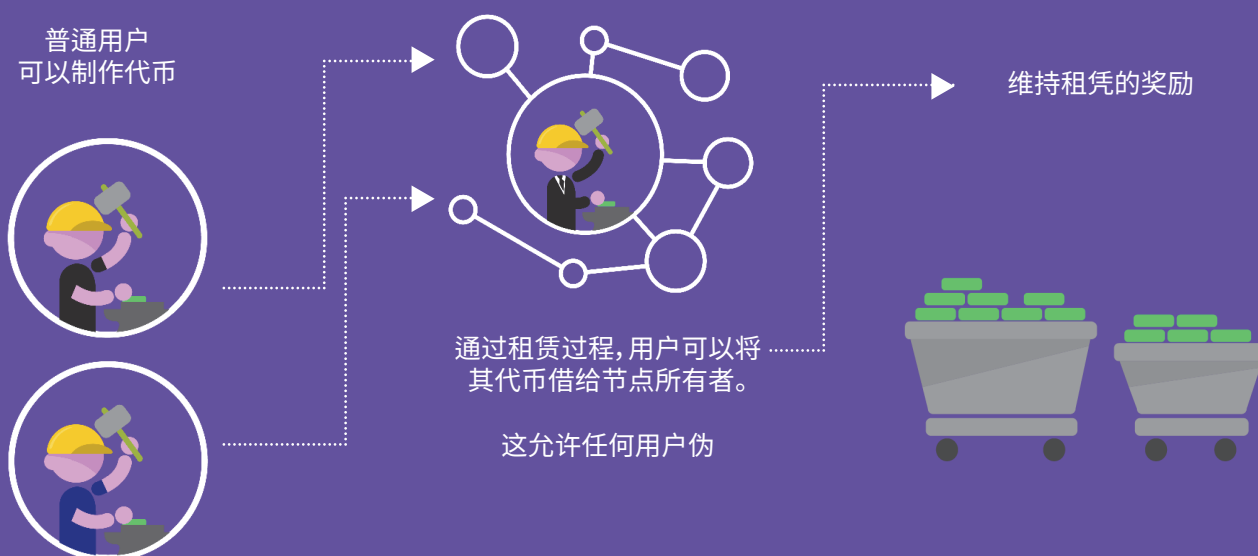 普通用户
可以制作代币
维持租凭的奖励
通过租赁过程，用户可以将
其代币借给节点所有者。
这允许任何用户伪